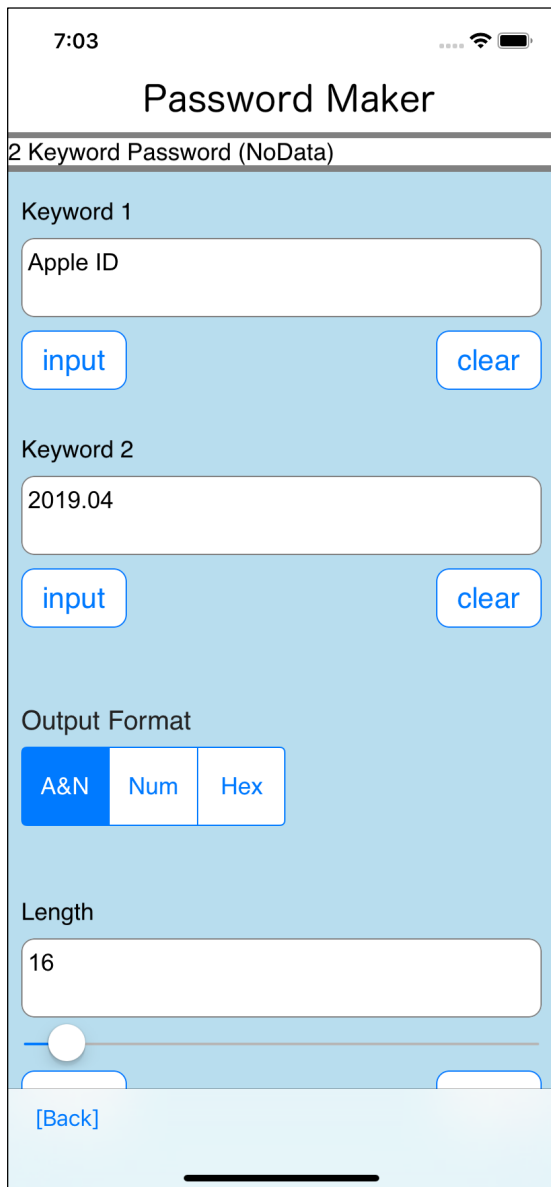 7:03
Password Maker
2 Keyword Password (NoData)
Keyword 1
Apple ID
input clear
Keyword 2
2019.04
input clear
Output Format
A&N Num Hex
Length
16
[Back]